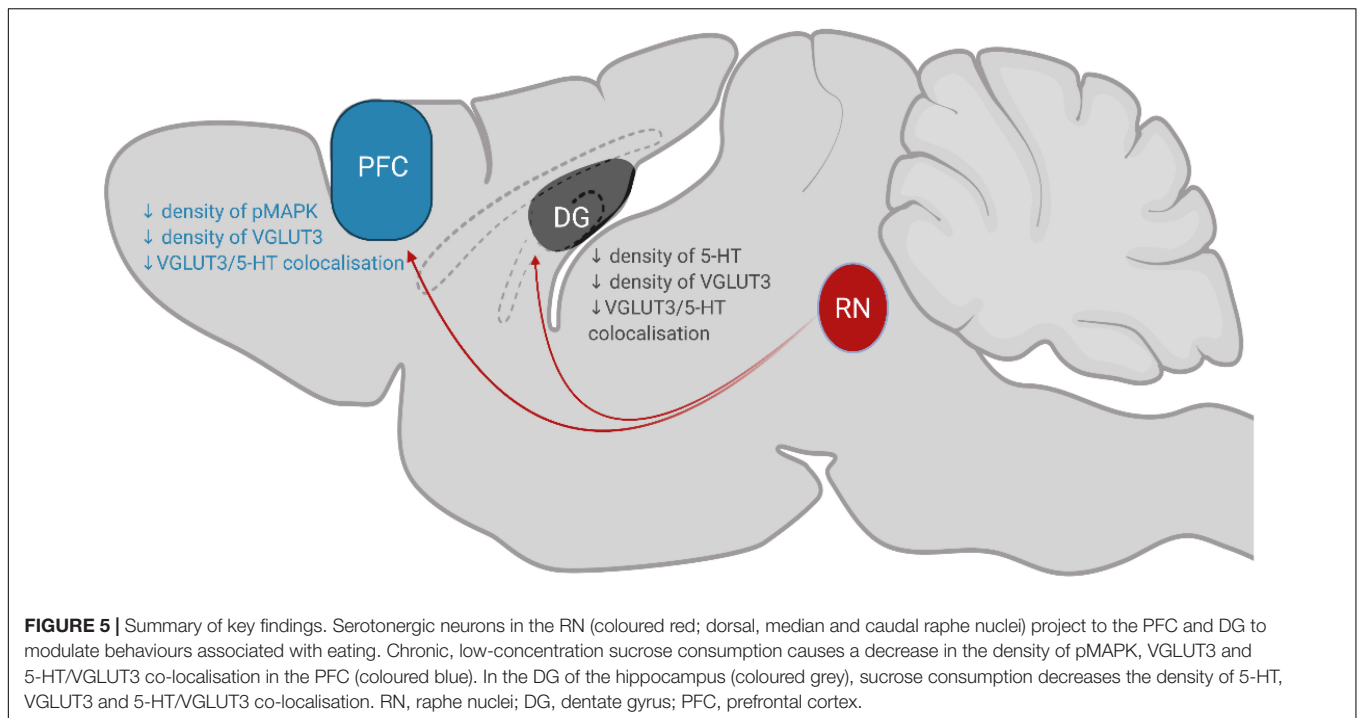 PFC
↓ density of pMAPK
↓ density of VGLUT3
↓VGLUT3/5-HT colocalisation
DG
↓ density of 5-HT
↓ density of VGLUT3
↓VGLUT3/5-HT
colocalisation
RN
FIGURE 5 | Summary of key findings. Serotonergic neurons in the RN (coloured red; dorsal, median and caudal raphe nuclei) project to the PFC and DG to
modulate behaviours associated with eating. Chronic, low-concentration sucrose consumption causes a decrease in the density of pMAPK, VGLUT3 and
5-HT/VGLUT3 co-localisation in the PFC (coloured blue). In the DG of the hippocampus (coloured grey), sucrose consumption decreases the density of 5-HT,
VGLUT3 and 5-HT/VGLUT3 co-localisation. RN, raphe nuclei; DG, dentate gyrus; PFC, prefrontal cortex.